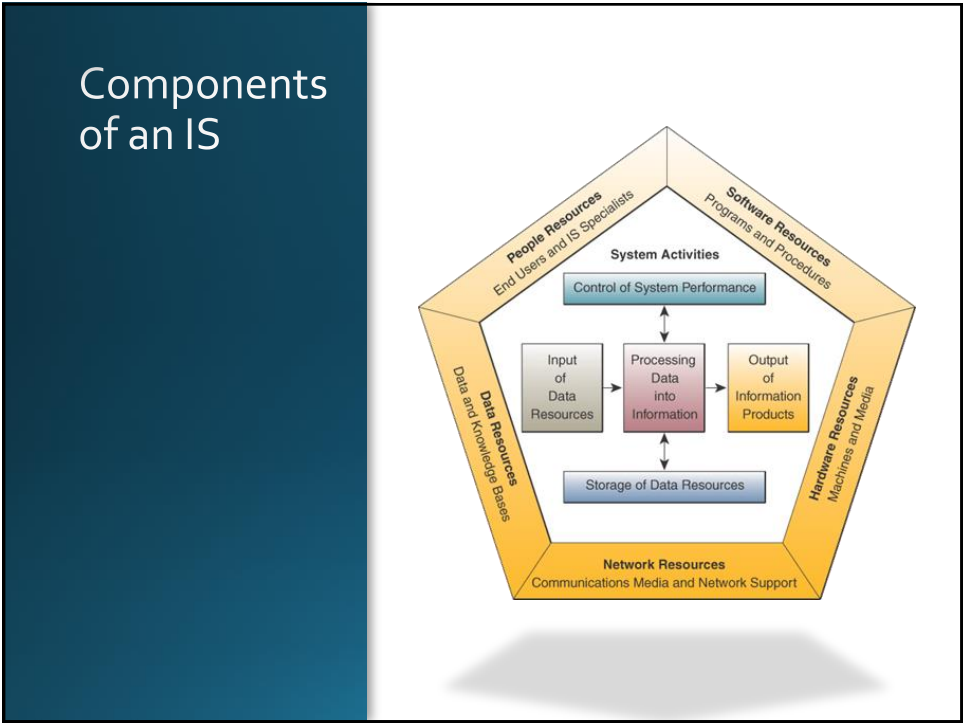 Components
of an IS
People Resources
End Users and IS Specialists
Software Resources
Programs and Procedures
System Activities
Control of System Performance
Input
of
Data
Resources
Processing
Data
into
Information
Output
of
Information
Products
Storage of Data Resources
Data Resources
Data and Knowledge Bases
Hardware Resources
Machines and Media
Network Resources
Communications Media and Network Support